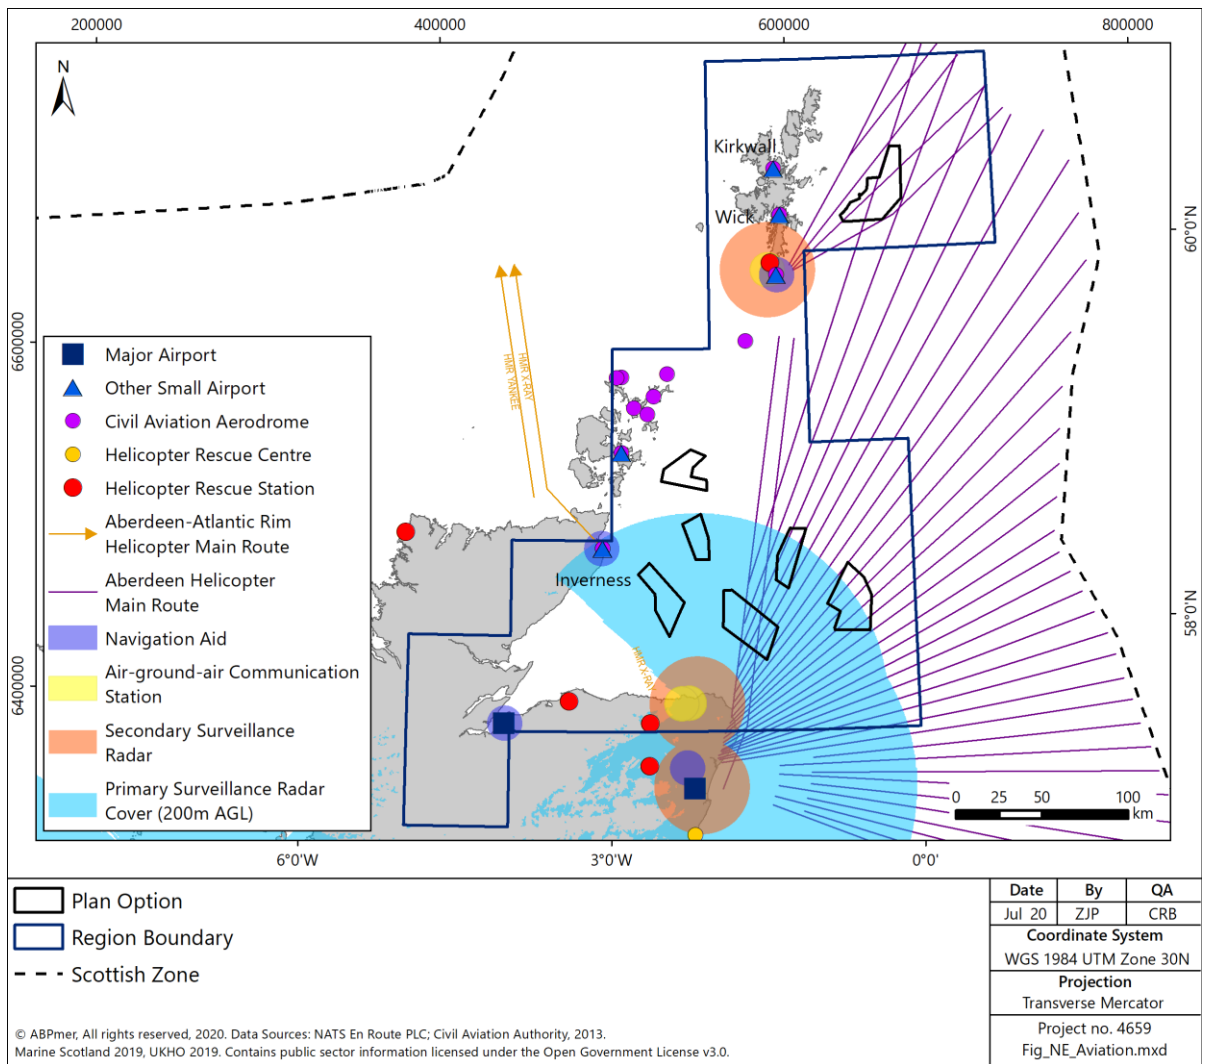 200000
400000
600000
800000
N
Kirkwall
Wick
60°0'N
6600000
HMR X-RAY
HMR YANKEE
Major Airport
Other Small Airport
Civil Aviation Aerodrome
Helicopter Rescue Centre
Helicopter Rescue Station
Aberdeen-Atlantic Rim
Helicopter Main Route
Aberdeen Helicopter
Main Route
Navigation Aid
Air-ground-air Communication
Station
Secondary Surveillance
Radar
Primary Surveillance Radar
Cover (200m AGL)
Inverness
58°0'N
HMR X-RAY
6400000
0 25 50 100
km
6°0'W
3°0'W
0°0'
Plan Option
Region Boundary
Scottish Zone
Date By QA
Jul 20 ZJP CRB
Coordinate System
WGS 1984 UTM Zone 30N
Projection
Transverse Mercator
Project no. 4659
Fig_NE_Aviation.mxd
© ABPmer, All rights reserved, 2020. Data Sources: NATS En Route PLC; Civil Aviation Authority, 2013.
Marine Scotland 2019, UKHO 2019. Contains public sector information licensed under the Open Government License v3.0.